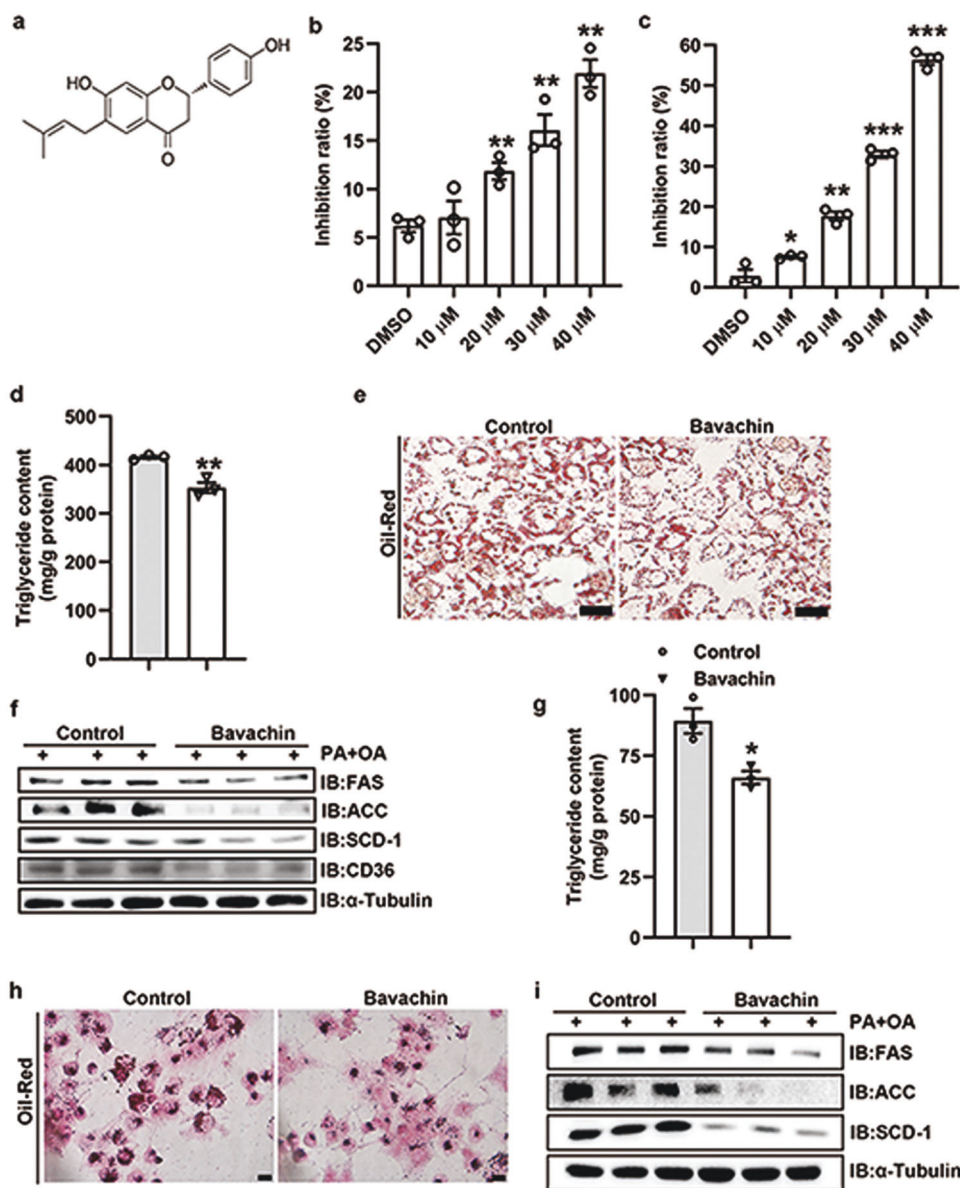 a
OH
HO
O
O
b
Inhibition ratio (%)
25
20
15
10
5
0
**
**
**
DMSO
10 μM
20 μM
30 μM
40 μM
c
Inhibition ratio (%)
60
50
40
30
20
10
0
*
**
***
***
DMSO
10 μM
20 μM
30 μM
40 μM
d
Triglyceride content
(mg/g protein)
500
400
300
200
100
0
**
e
Control Bavachin
Oil-Red
Control
Bavachin
f
Control Bavachin
+ + + + + + PA+OA
IB:FAS
IB:ACC
IB:SCD-1
IB:CD36
IB:α-Tubulin
g
Triglyceride content
(mg/g protein)
100
75
50
25
0
*
h
Control Bavachin
Oil-Red
i
Control Bavachin
+ + + + + + PA+OA
IB:FAS
IB:ACC
IB:SCD-1
IB:α-Tubulin